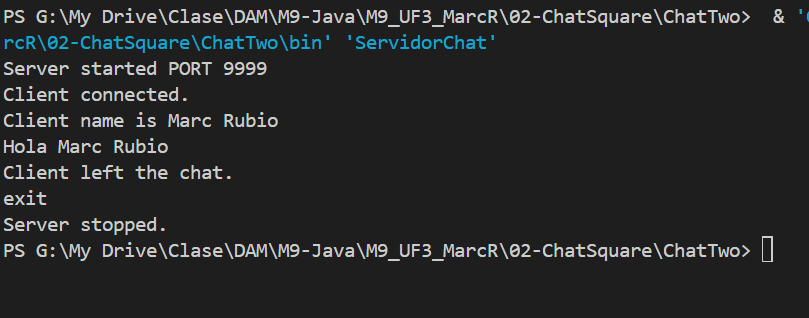 PS G:\My Drive\Clase\DAM\M9-Java\M9_UF3_MarcR\02-ChatSquare\ChatTwo>  & '
rcR\02-ChatSquare\ChatTwo\bin' 'ServidorChat'
Server started PORT 9999
Client connected.
Client name is Marc Rubio
Hola Marc Rubio
Client left the chat.
exit
Server stopped.
PS G:\My Drive\Clase\DAM\M9-Java\M9_UF3_MarcR\02-ChatSquare\ChatTwo>